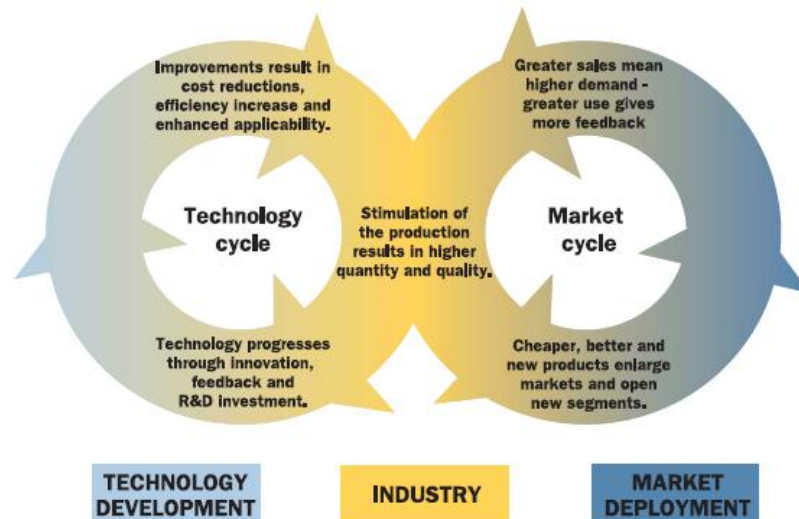 Improvements result in
cost reductions,
efficiency increase and
enhanced applicability.
Greater sales mean
higher demand -
greater use gives
more feedback
Technology
cycle
Stimulation of
the production
results in higher
quantity and quality.
Market
cycle
Technology progresses
through innovation,
feedback and
R&D investment.
Cheaper, better and
new products enlarge
markets and open
new segments.
TECHNOLOGY
DEVELOPMENT
INDUSTRY
MARKET
DEPLOYMENT